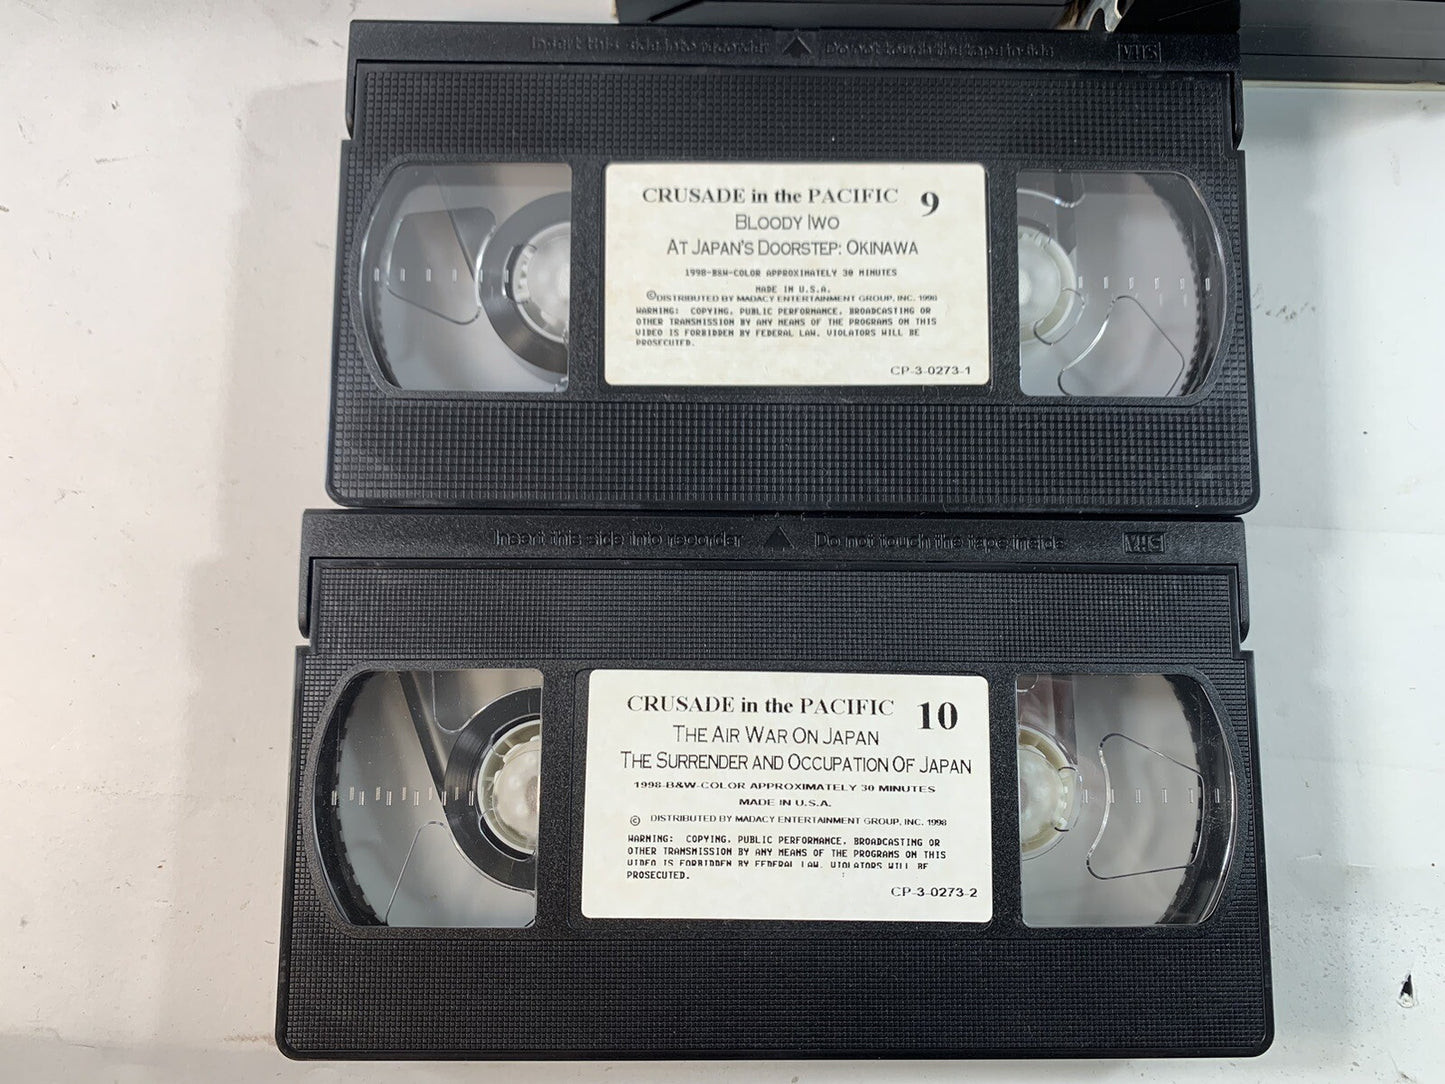 Insert this side into recorder Do not touch the tape inside VHS
CRUSADE in the PACIFIC 9
BLOODY IWO
AT JAPAN'S DOORSTEP: OKINAWA
1998-B&W-COLOR APPROXIMATELY 30 MINUTES
MADE IN U.S.A.
©DISTRIBUTED BY MADACY ENTERTAINMENT GROUP, INC. 1998
WARNING: COPYING, PUBLIC PERFORMANCE, BROADCASTING OR
OTHER TRANSMISSION BY ANY MEANS OF THE PROGRAMS ON THIS
VIDEO IS FORBIDDEN BY FEDERAL LAW. VIOLATORS WILL BE
PROSECUTED.
CP-3-0273-1
Insert this side into recorder Do not touch the tape inside VHS
CRUSADE in the PACIFIC 10
THE AIR WAR ON JAPAN
THE SURRENDER AND OCCUPATION OF JAPAN
1998-B&W-COLOR APPROXIMATELY 30 MINUTES
MADE IN U.S.A.
© DISTRIBUTED BY MADACY ENTERTAINMENT GROUP, INC. 1998
WARNING: COPYING, PUBLIC PERFORMANCE, BROADCASTING OR
OTHER TRANSMISSION BY ANY MEANS OF THE PROGRAMS ON THIS
VIDEO IS FORBIDDEN BY FEDERAL LAW. VIOLATORS WILL BE
PROSECUTED.
CP-3-0273-2